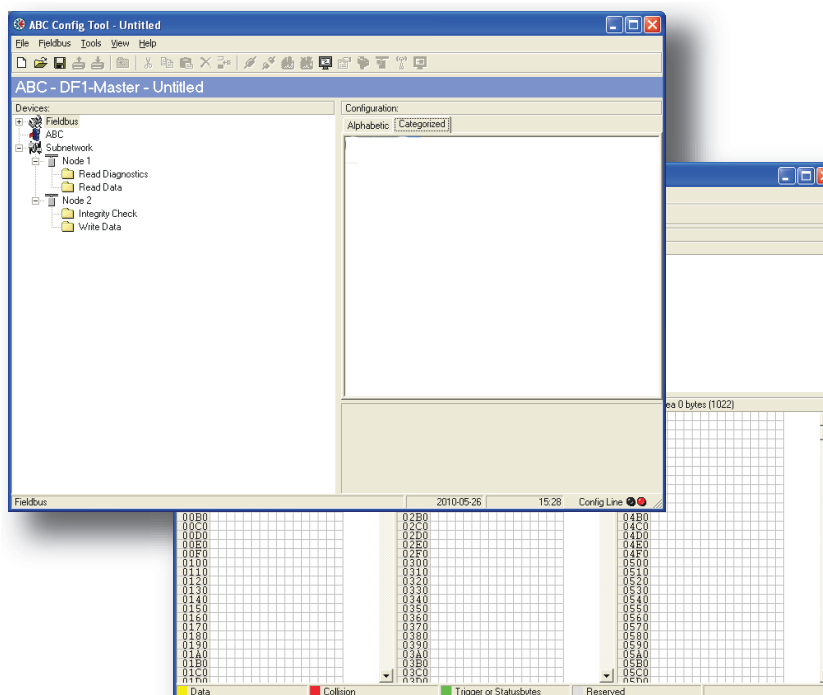 ABC Config Tool - Untitled
File Fieldbus Tools View Help
ABC - DF1-Master - Untitled
Devices:
Fieldbus
ABC
Subnetwork
Node 1
Read Diagnostics
Read Data
Node 2
Integrity Check
Write Data
Configuration:
Alphabetic Categorized
Fieldbus 2010-05-26 15:28 Config Line
ea 0 bytes (1022)
00B0 02B0 04B0
00C0 02C0 04C0
00D0 02D0 04D0
00E0 02E0 04E0
00F0 02F0 04F0
0100 0300 0500
0110 0310 0510
0120 0320 0520
0130 0330 0530
0140 0340 0540
0150 0350 0550
0160 0360 0560
0170 0370 0570
0180 0380 0580
0190 0390 0590
01A0 03A0 05A0
01B0 03B0 05B0
01C0 03C0 05C0
01D0 03D0 05D0
Data Collision Trigger or Statusbytes Reserved